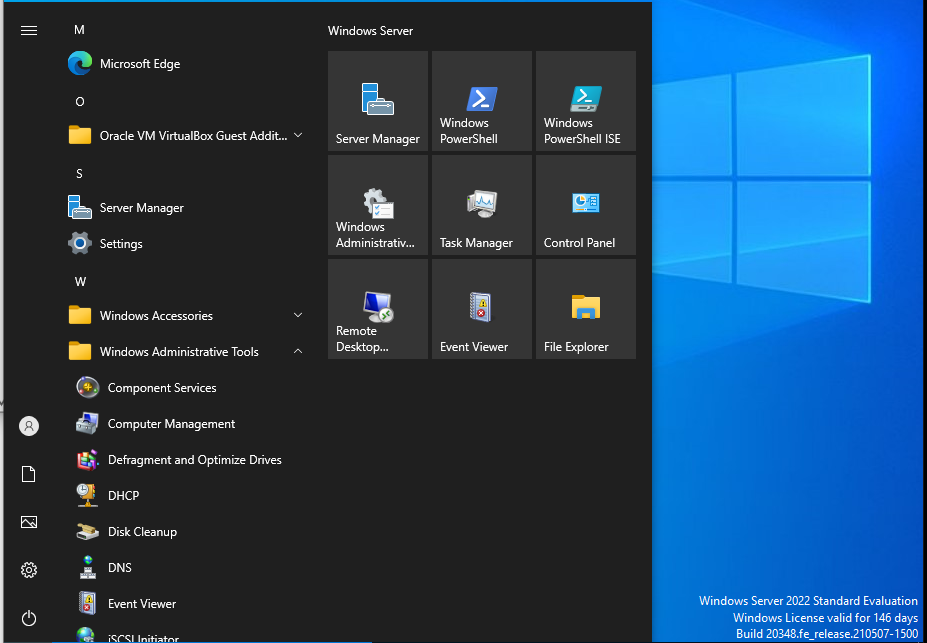 M
Microsoft Edge
O
Oracle VM VirtualBox Guest Addit...
S
Server Manager
Settings
W
Windows Accessories
Windows Administrative Tools
Component Services
Computer Management
Defragment and Optimize Drives
DHCP
Disk Cleanup
DNS
Event Viewer
iSCSI Initiator
Windows Server
Server Manager
Windows
PowerShell
Windows
PowerShell ISE
Windows
Administrativ...
Task Manager
Control Panel
Remote
Desktop...
Event Viewer
File Explorer
Windows Server 2022 Standard Evaluation
Windows License valid for 146 days
Build 20348.fe_release.210507-1500